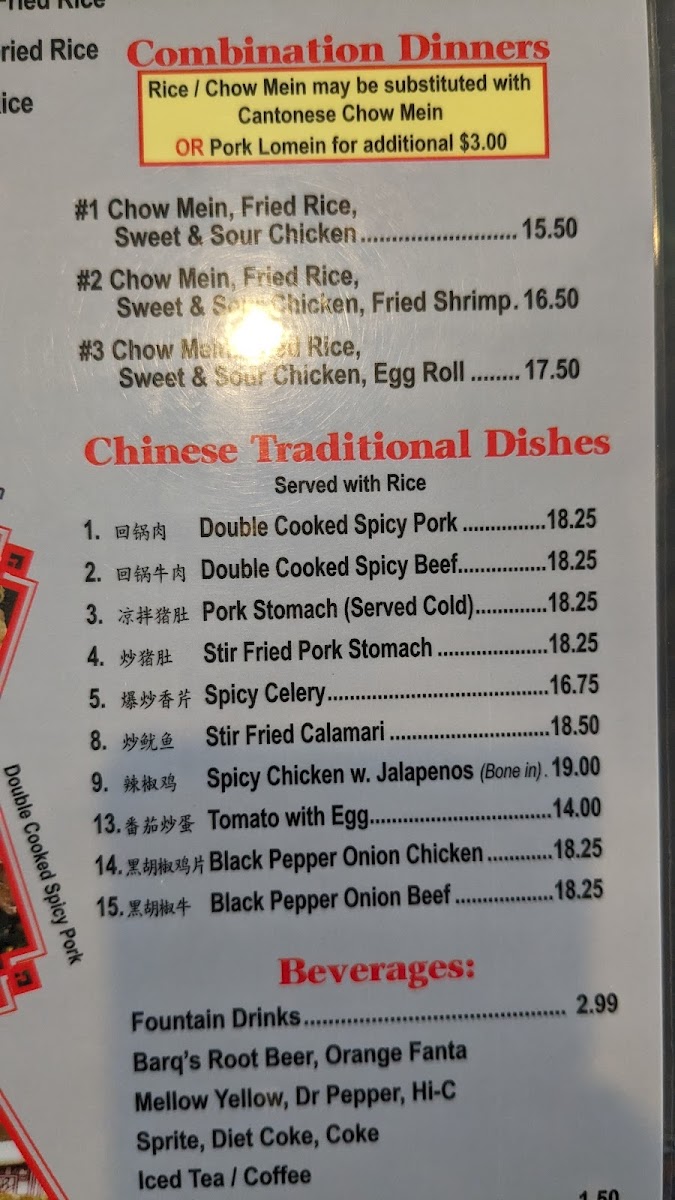 Fried Rice
ried Rice
ice
Combination Dinners
Rice / Chow Mein may be substituted with
Cantonese Chow Mein
OR Pork Lomein for additional $3.00
#1 Chow Mein, Fried Rice,
Sweet & Sour Chicken.......................... 15.50
#2 Chow Mein, Fried Rice,
Sweet & Sour Chicken, Fried Shrimp. 16.50
#3 Chow Mein, Fried Rice,
Sweet & Sour Chicken, Egg Roll ........ 17.50
Chinese Traditional Dishes
Served with Rice
1. 回锅肉 Double Cooked Spicy Pork ...............18.25
2. 回锅牛肉 Double Cooked Spicy Beef.................18.25
3. 凉拌猪肚 Pork Stomach (Served Cold).............18.25
4. 炒猪肚 Stir Fried Pork Stomach ....................18.25
5. 爆炒香芹 Spicy Celery........................................16.75
8. 炒鱿鱼 Stir Fried Calamari .............................18.50
9. 辣椒鸡 Spicy Chicken w. Jalapenos (Bone in). 19.00
13. 番茄炒蛋 Tomato with Egg.................................14.00
14. 黑胡椒鸡片 Black Pepper Onion Chicken............18.25
15. 黑胡椒牛 Black Pepper Onion Beef..................18.25
Double Cooked Spicy Pork
Beverages:
Fountain Drinks............................................ 2.99
Barq's Root Beer, Orange Fanta
Mellow Yellow, Dr Pepper, Hi-C
Sprite, Diet Coke, Coke
Iced Tea / Coffee
1.50